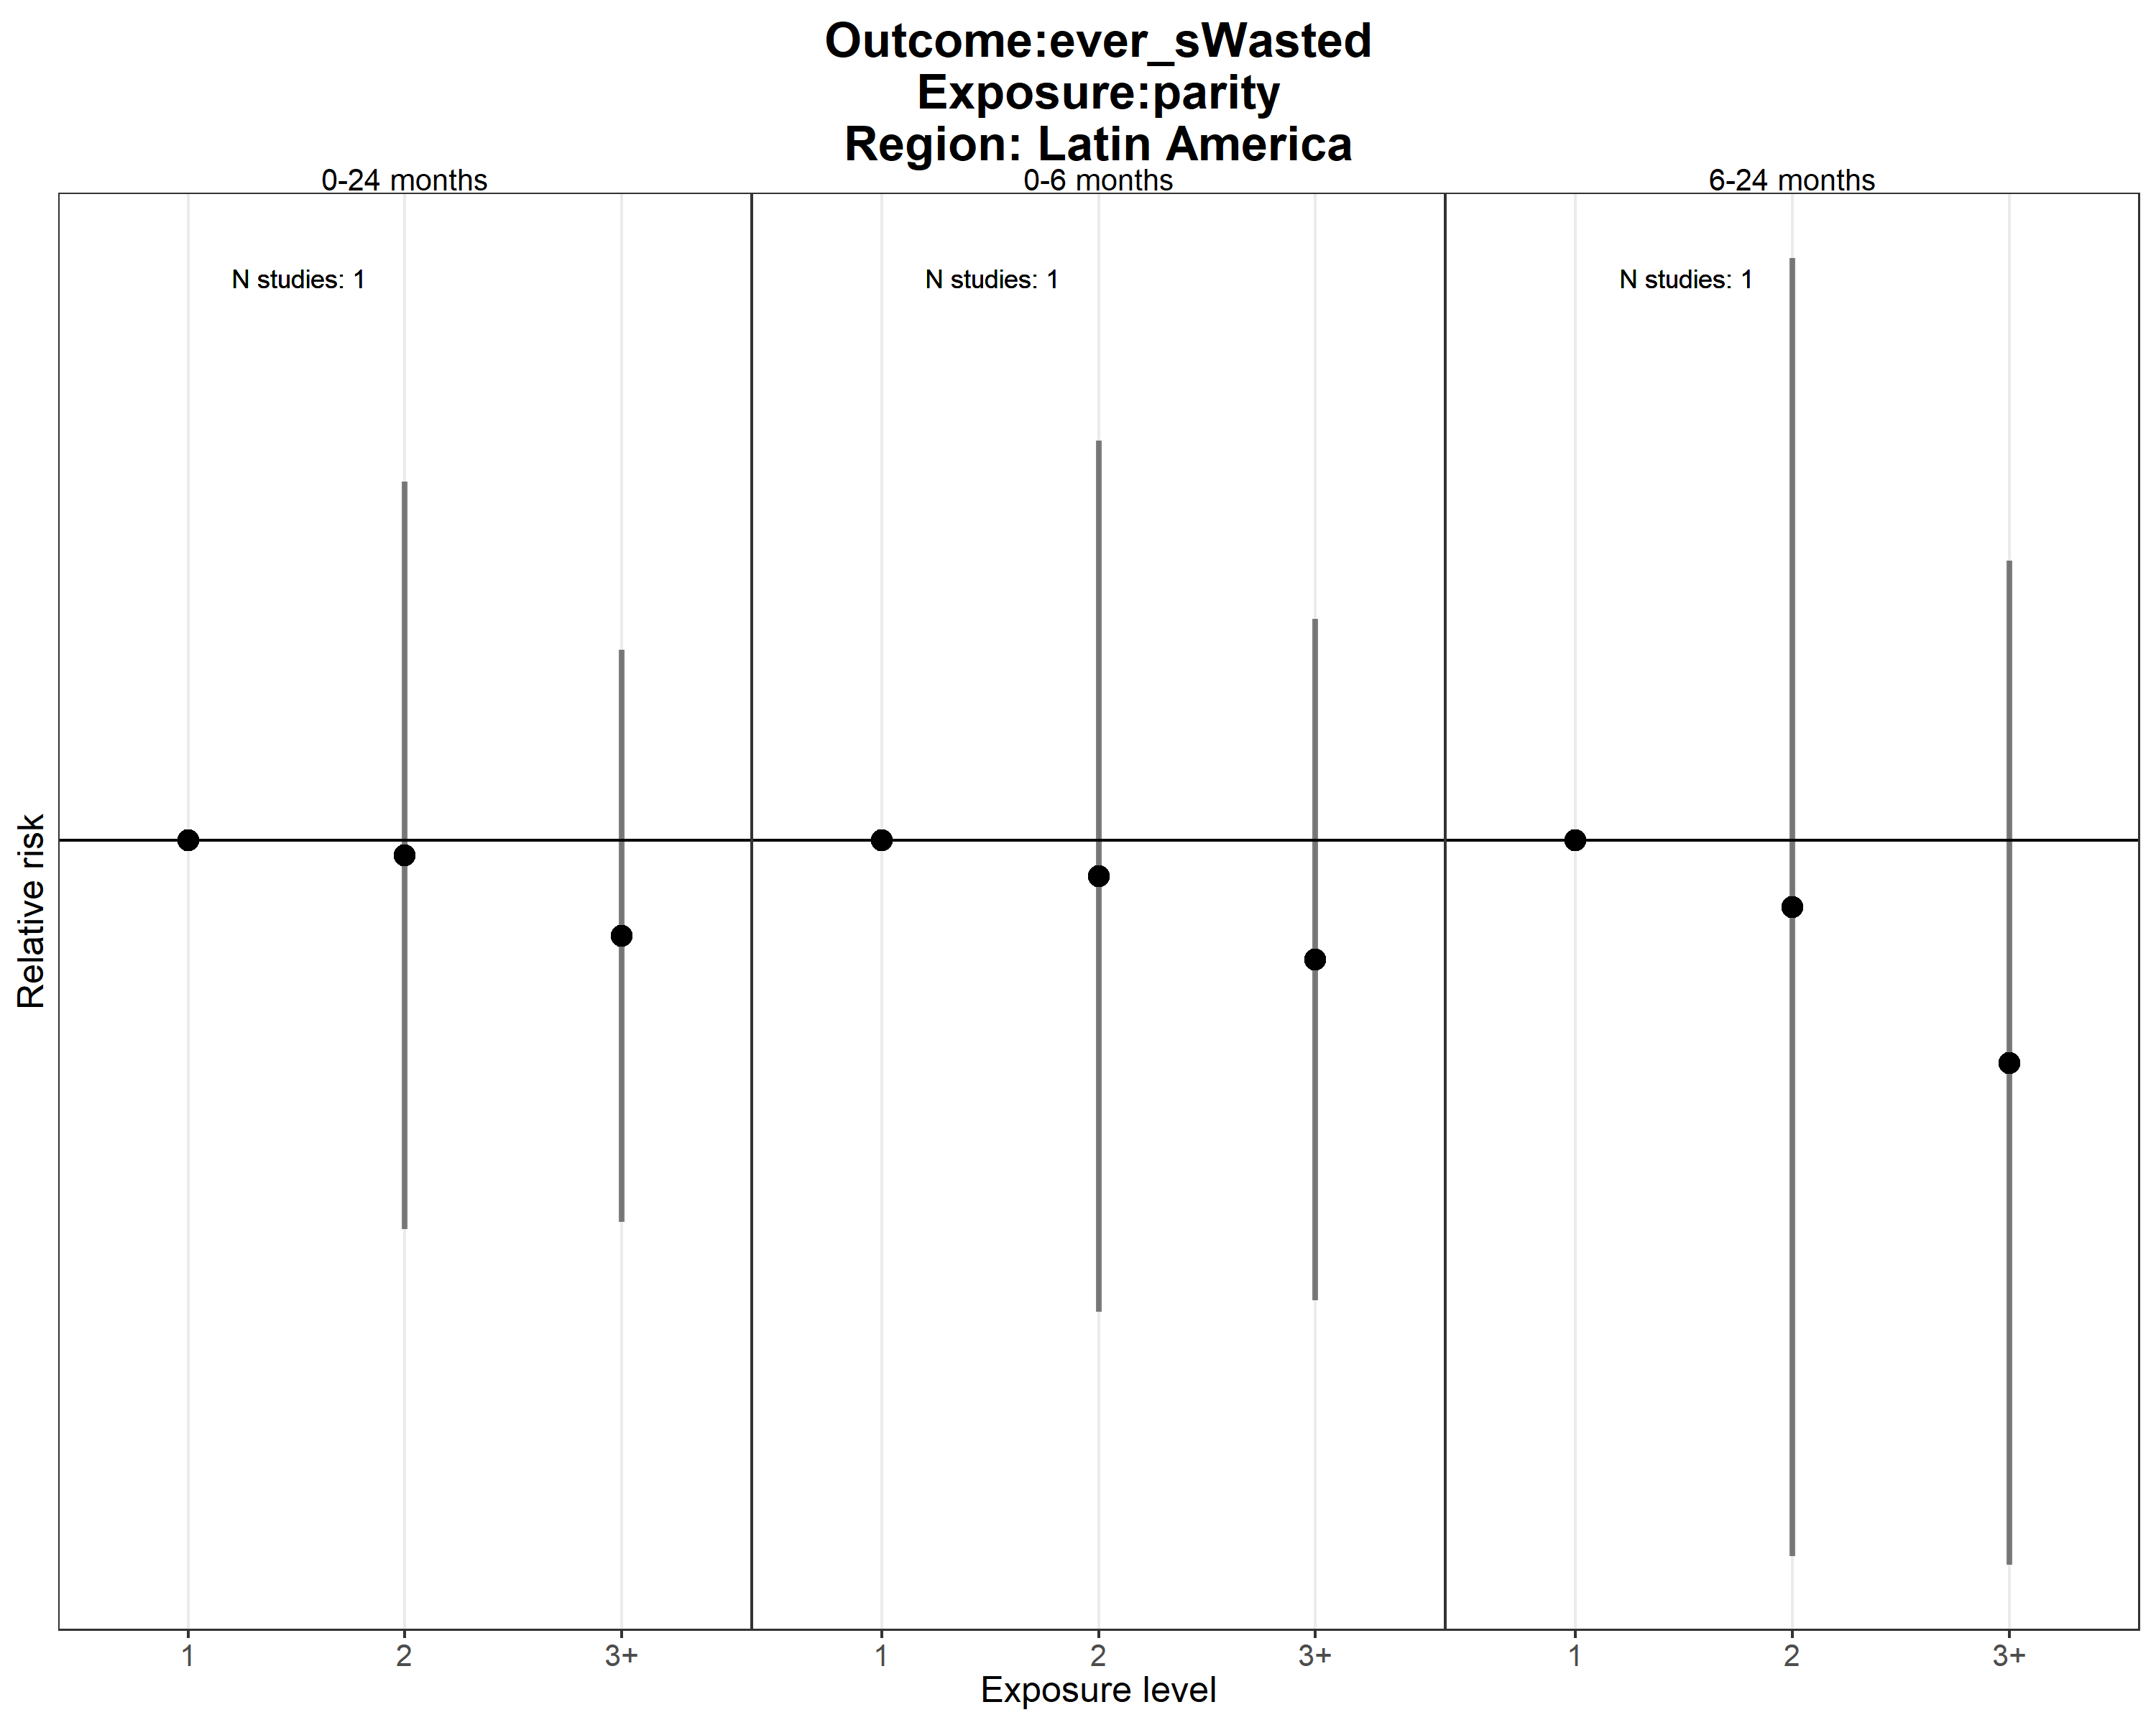 Outcome:ever_sWasted
Exposure:parity
Region: Latin America
0-24 months
0-6 months
6-24 months
N studies: 1
N studies: 1
N studies: 1
Relative risk
1
2
3+
1
2
3+
1
2
3+
Exposure level